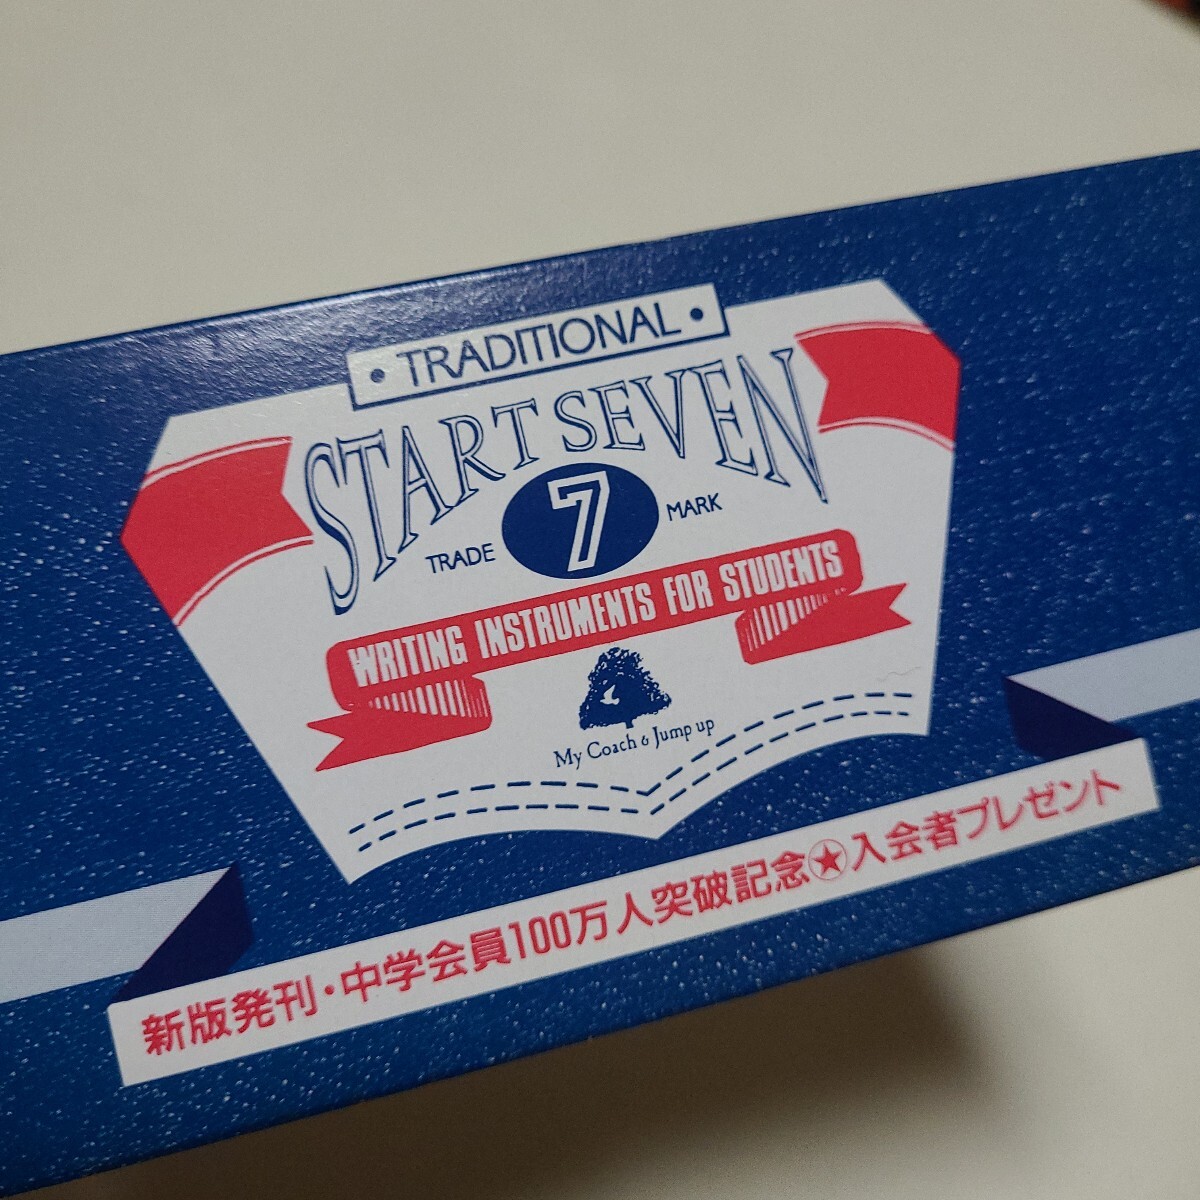 • TRADITIONAL •
START SEVEN
TRADE 7 MARK
WRITING INSTRUMENTS FOR STUDENTS
My Coach & Jump up
新版発刊・中学会員100万人突破記念★入会者プレゼント